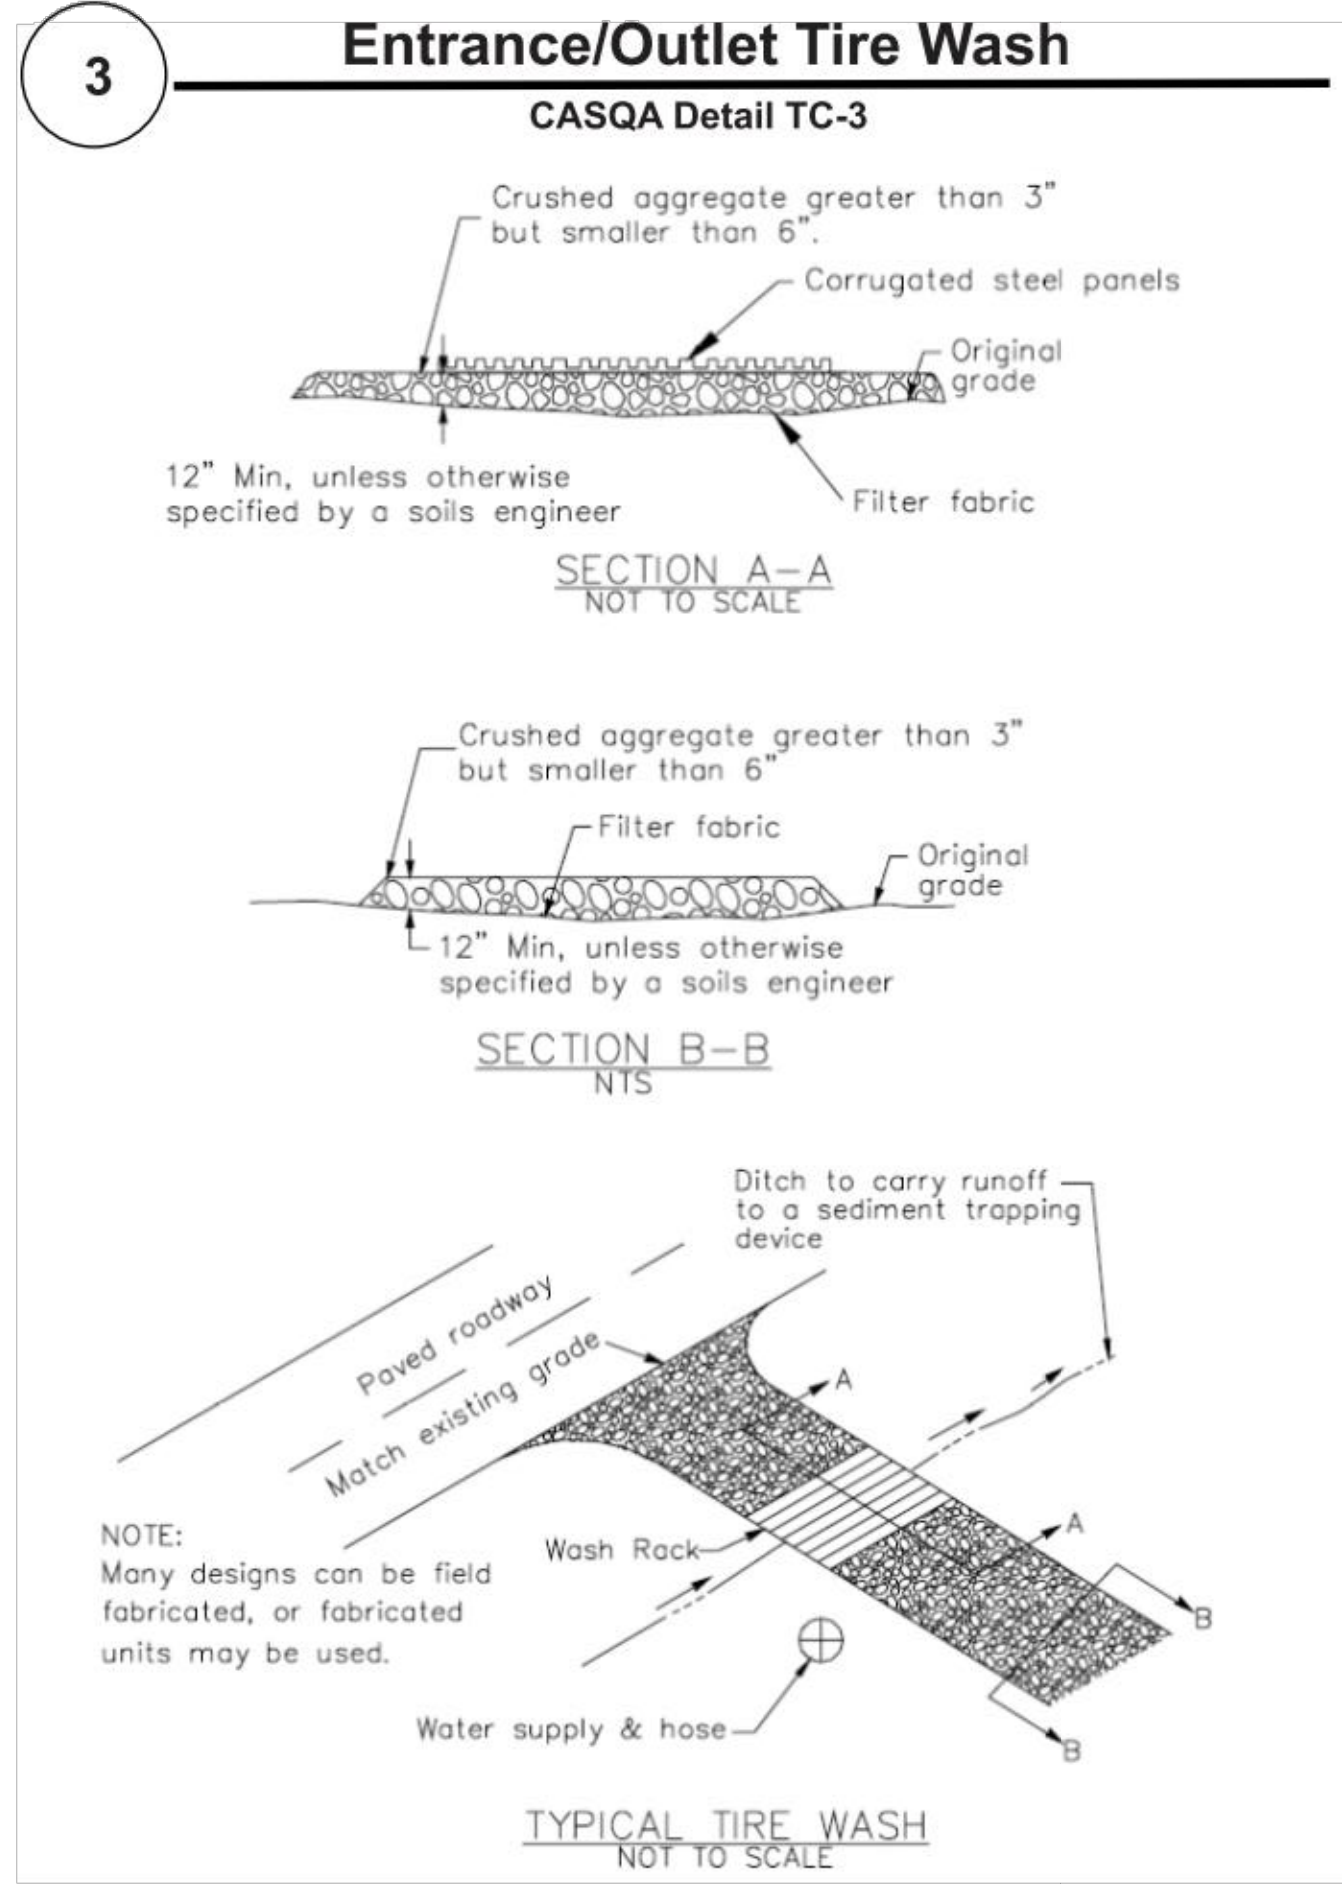 3
Entrance/Outlet Tire Wash
CASQA Detail TC-3
Crushed aggregate greater than 3"
but smaller than 6".
Corrugated steel panels
Original
grade
12" Min, unless otherwise
specified by a soils engineer
Filter fabric
SECTION A-A
NOT TO SCALE
Crushed aggregate greater than 3"
but smaller than 6"
Filter fabric
Original
grade
12" Min, unless otherwise
specified by a soils engineer
SECTION B-B
NTS
Ditch to carry runoff
to a sediment trapping
device
Paved roadway
Match existing grade
A
A
NOTE:
Many designs can be field
fabricated, or fabricated
units may be used.
Wash Rack
B
B
Water supply & hose
TYPICAL TIRE WASH
NOT TO SCALE